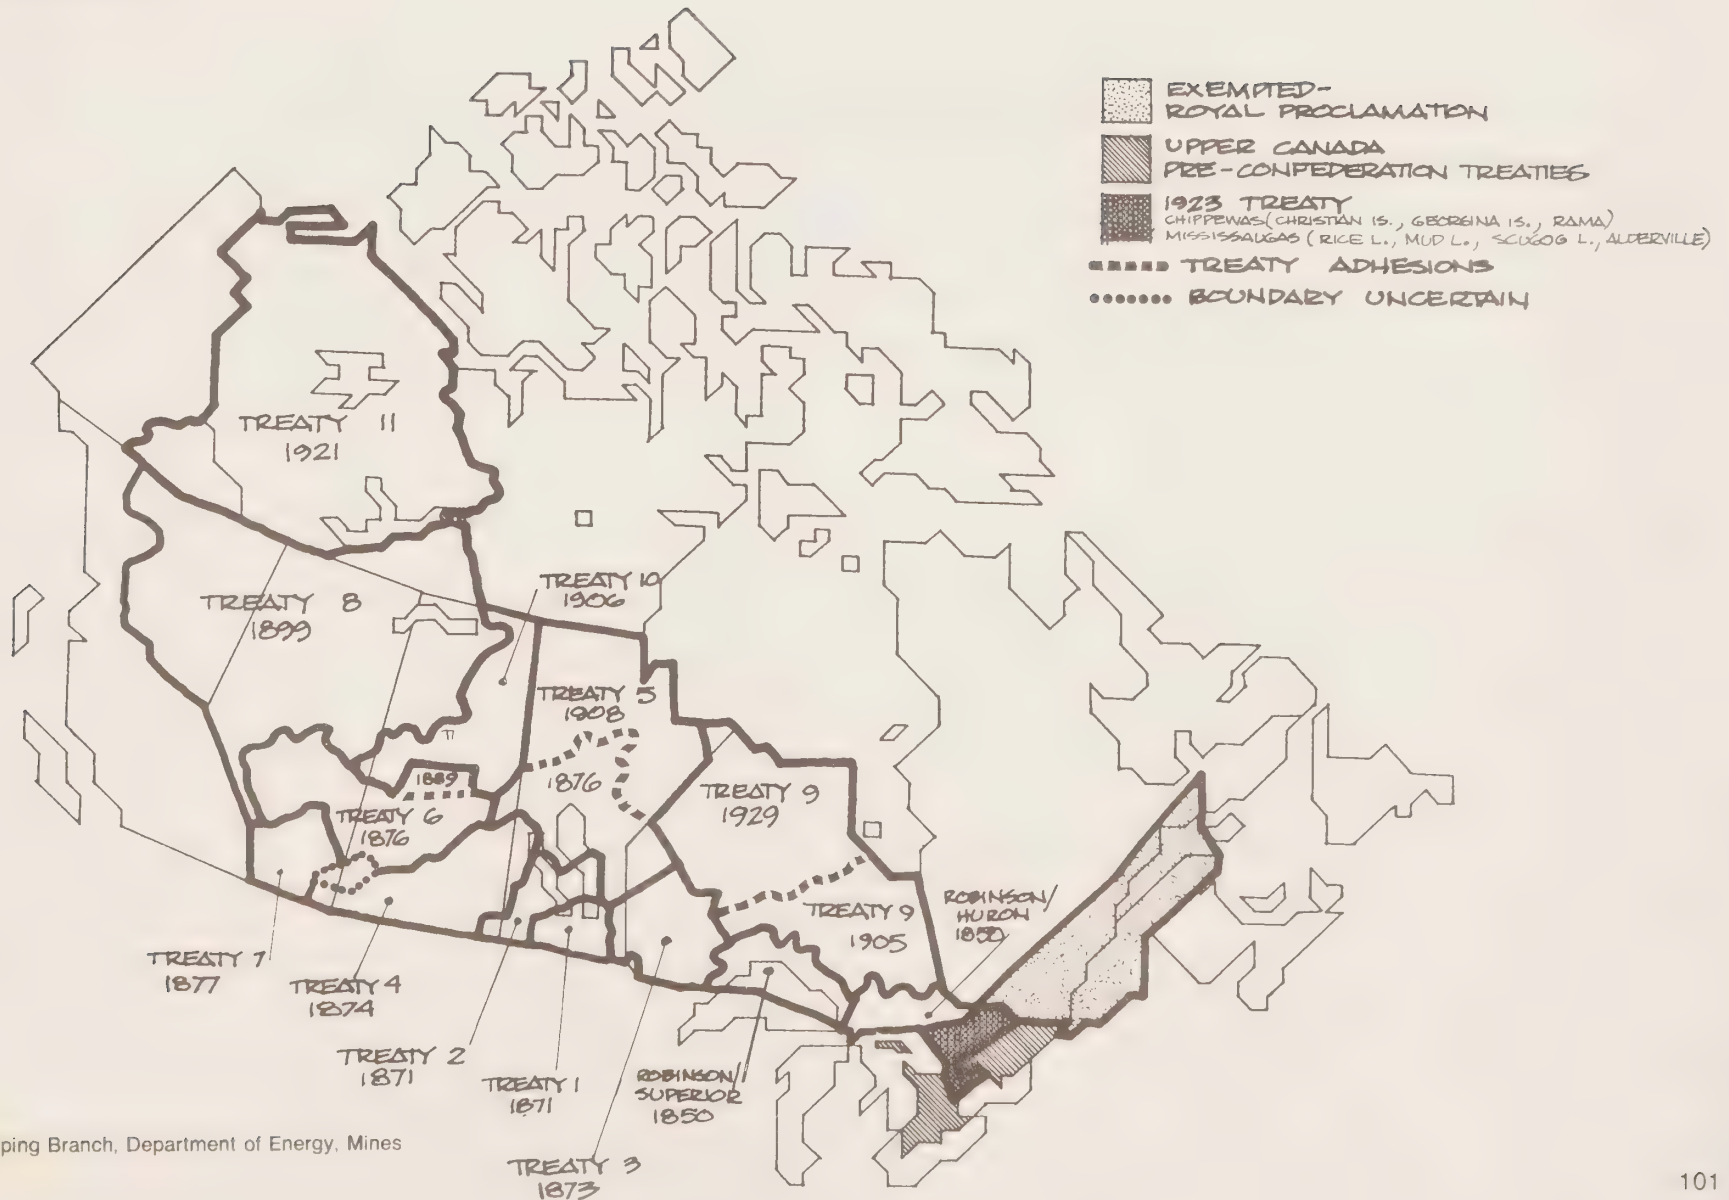 EXEMPTED-
ROYAL PROCLAMATION
UPPER CANADA
PRE-CONFEDERATION TREATIES
1923 TREATY
CHIPPEWAS (CHRISTIAN IS., GEORGINA IS., RAMA)
MISSISSAUGAS (RICE L., MUD L., SCUGOG L., ALDERVILLE)
TREATY ADHESIONS
BOUNDARY UNCERTAIN
TREATY 11
1921
TREATY 8
1899
TREATY 10
1906
TREATY 5
1908
1876
1889
TREATY 6
1876
TREATY 9
1929
TREATY 9
1905
ROBINSON/
HURON
1850
TREATY 7
1877
TREATY 4
1874
TREATY 2
1871
TREATY 1
1871
ROBINSON/
SUPERIOR
1850
TREATY 3
1873
ping Branch, Department of Energy, Mines
101